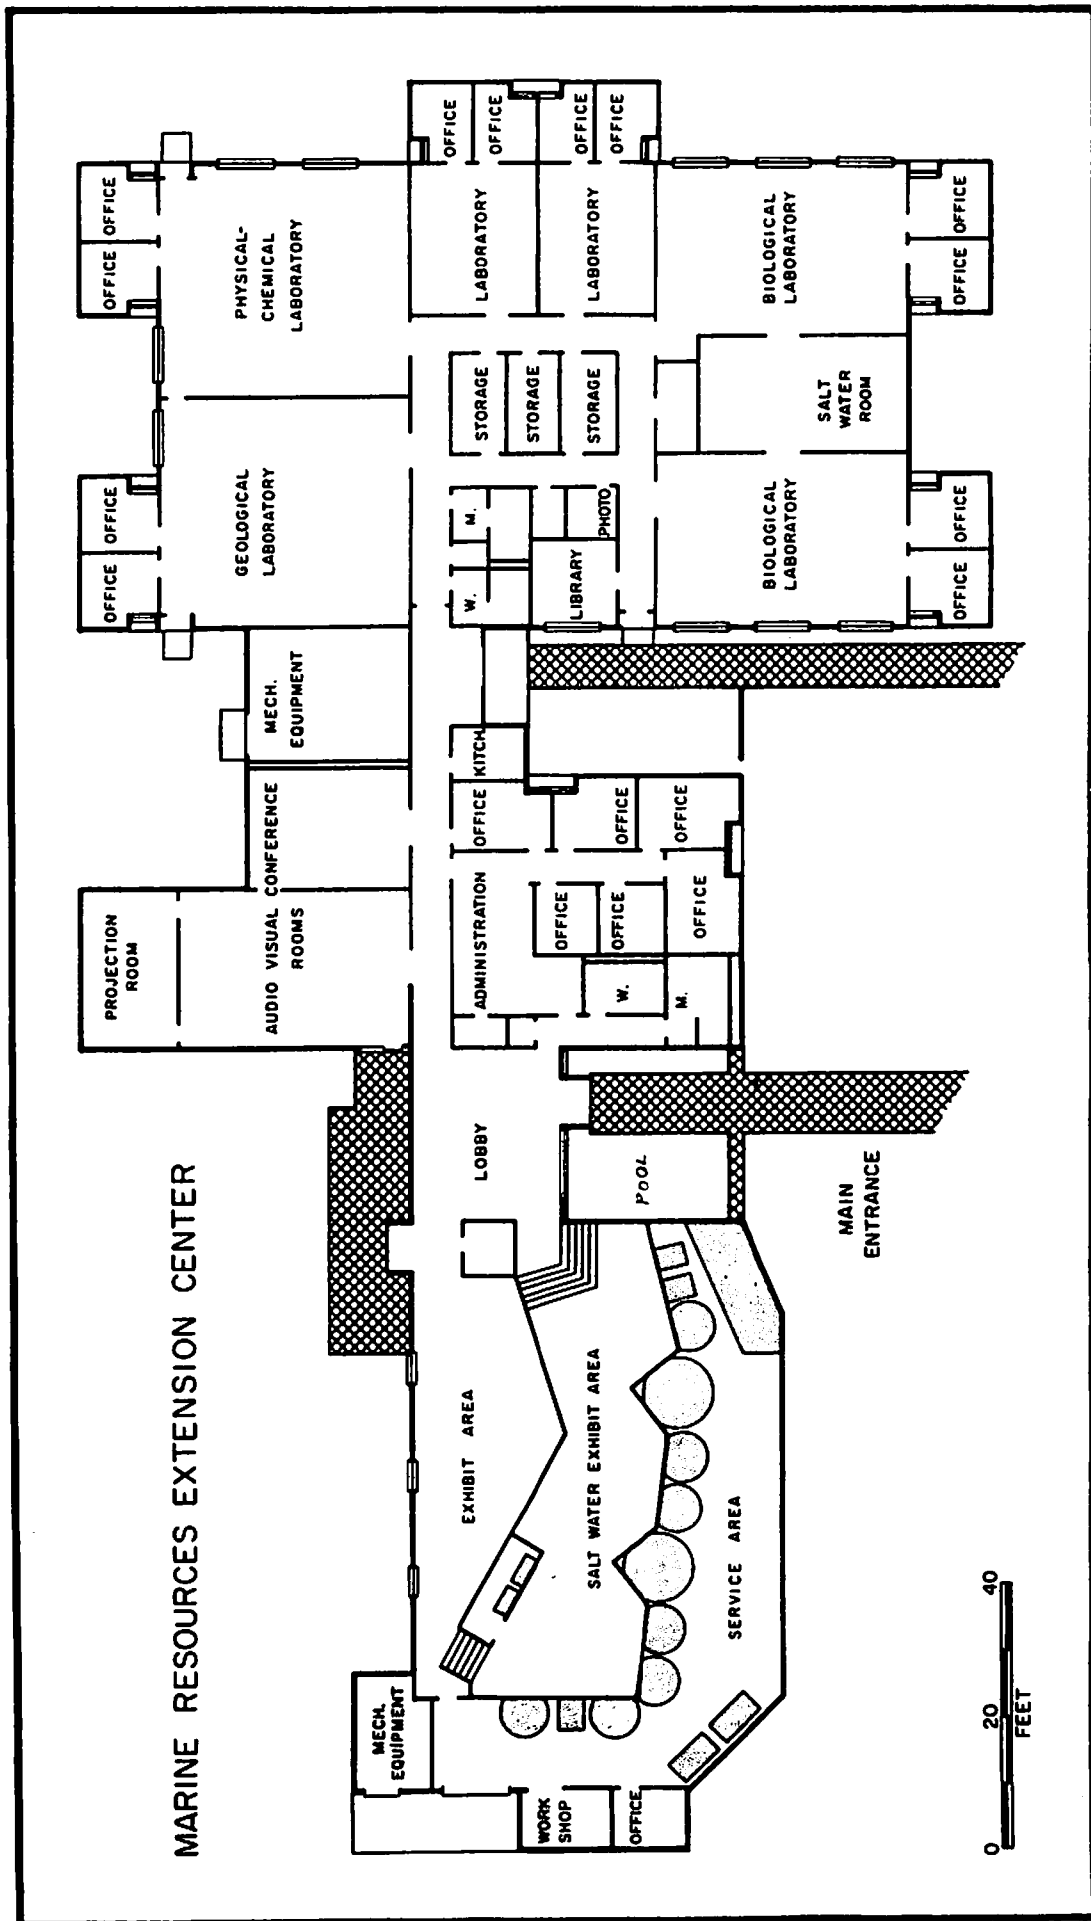 MARINE RESOURCES EXTENSION CENTER
PROJECTION
ROOM
AUDIO VISUAL CONFERENCE
ROOMS
MECH.
EQUIPMENT
OFFICE
OFFICE
OFFICE
OFFICE
GEOLOGICAL
LABORATORY
PHYSICAL-
CHEMICAL
LABORATORY
MECH.
EQUIPMENT
EXHIBIT AREA
LOBBY
ADMINISTRATION
OFFICE
KITCH.
W.
M.
STORAGE
STORAGE
STORAGE
LABORATORY
LABORATORY
OFFICE
OFFICE
OFFICE
OFFICE
LIBRARY
PHOTO
WORK
SHOP
OFFICE
SALT WATER EXHIBIT AREA
SERVICE AREA
POOL
W.
M.
OFFICE
OFFICE
OFFICE
OFFICE
OFFICE
BIOLOGICAL
LABORATORY
SALT
WATER
ROOM
BIOLOGICAL
LABORATORY
OFFICE
OFFICE
OFFICE
OFFICE
MAIN
ENTRANCE
0 20 40
FEET